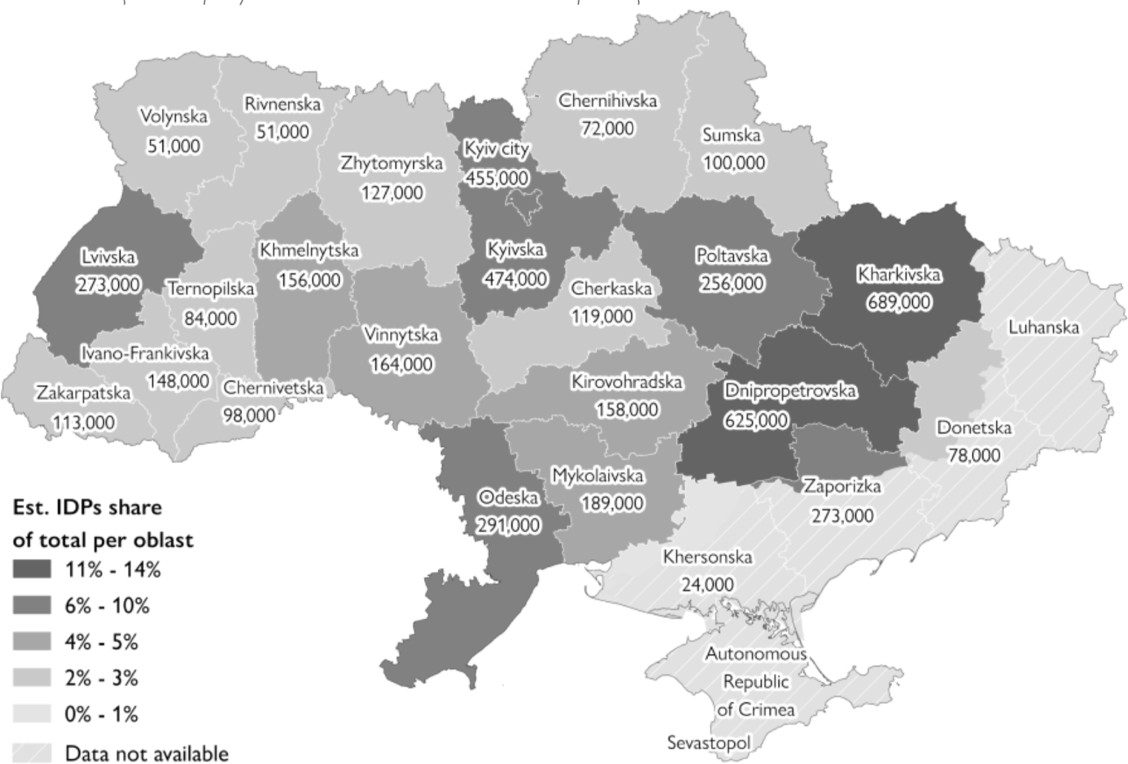 Volynska
51,000
Rivnenska
51,000
Zhytomyrska
127,000
Kyiv city
455,000
Chernihivska
72,000
Sumska
100,000
Lvivska
273,000
Ternopilska
84,000
Khmelnytska
156,000
Kyivska
474,000
Cherkaska
119,000
Poltavska
256,000
Kharkivska
689,000
Luhanska
Vinnytska
164,000
Ivano-Frankivska
148,000
Zakarpatska
113,000
Chernivetska
98,000
Kirovohradska
158,000
Dnipropetrovska
625,000
Donetska
78,000
Odeska
291,000
Mykolaivska
189,000
Zaporizka
273,000
Khersonska
24,000
Autonomous
Republic
of Crimea
Sevastopol
Est. IDPs share
of total per oblast
11% - 14%
6% - 10%
4% - 5%
2% - 3%
0% - 1%
Data not available